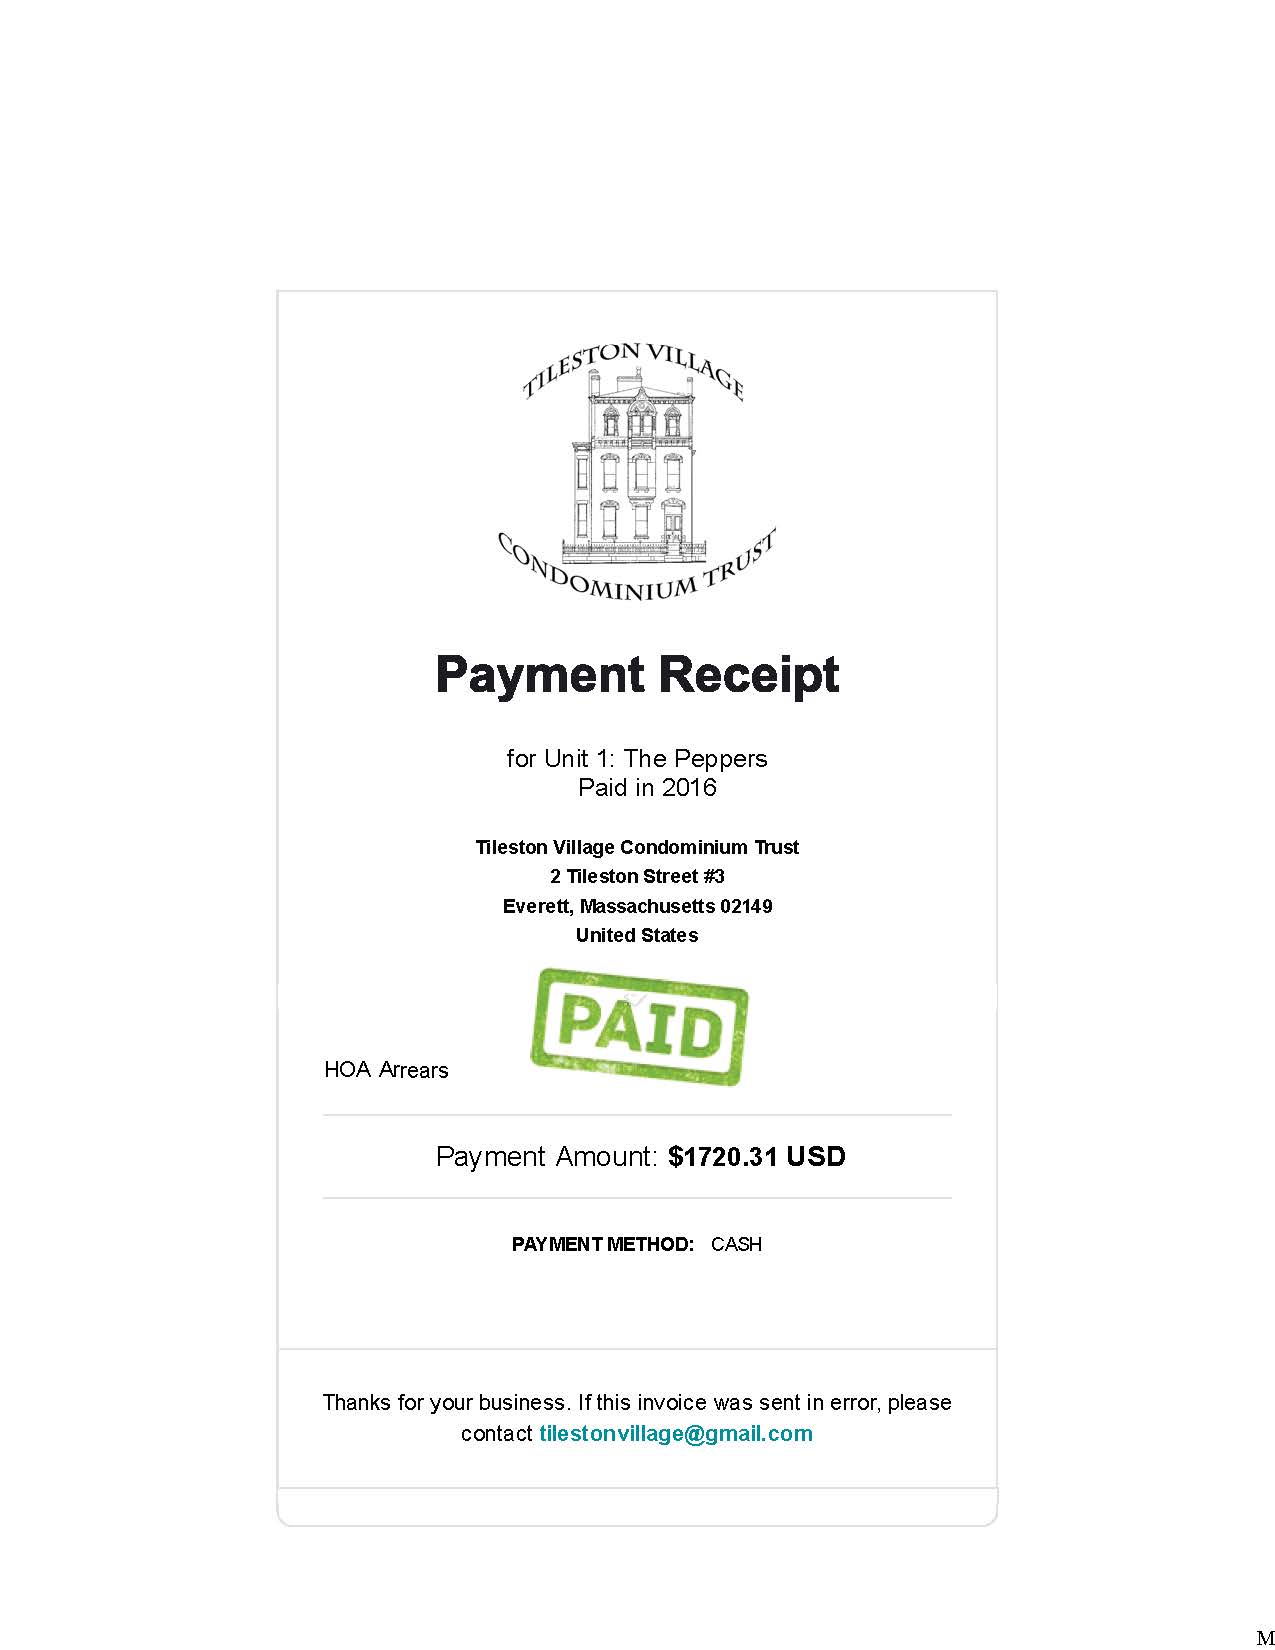 TILESTON VILLAGE
CONDOMINIUM TRUST
Payment Receipt
for Unit 1: The Peppers
Paid in 2016
Tileston Village Condominium Trust
2 Tileston Street #3
Everett, Massachusetts 02149
United States
PAID
HOA Arrears
Payment Amount: $1720.31 USD
PAYMENT METHOD: CASH
Thanks for your business. If this invoice was sent in error, please
contact tilestonvillage@gmail.com
M